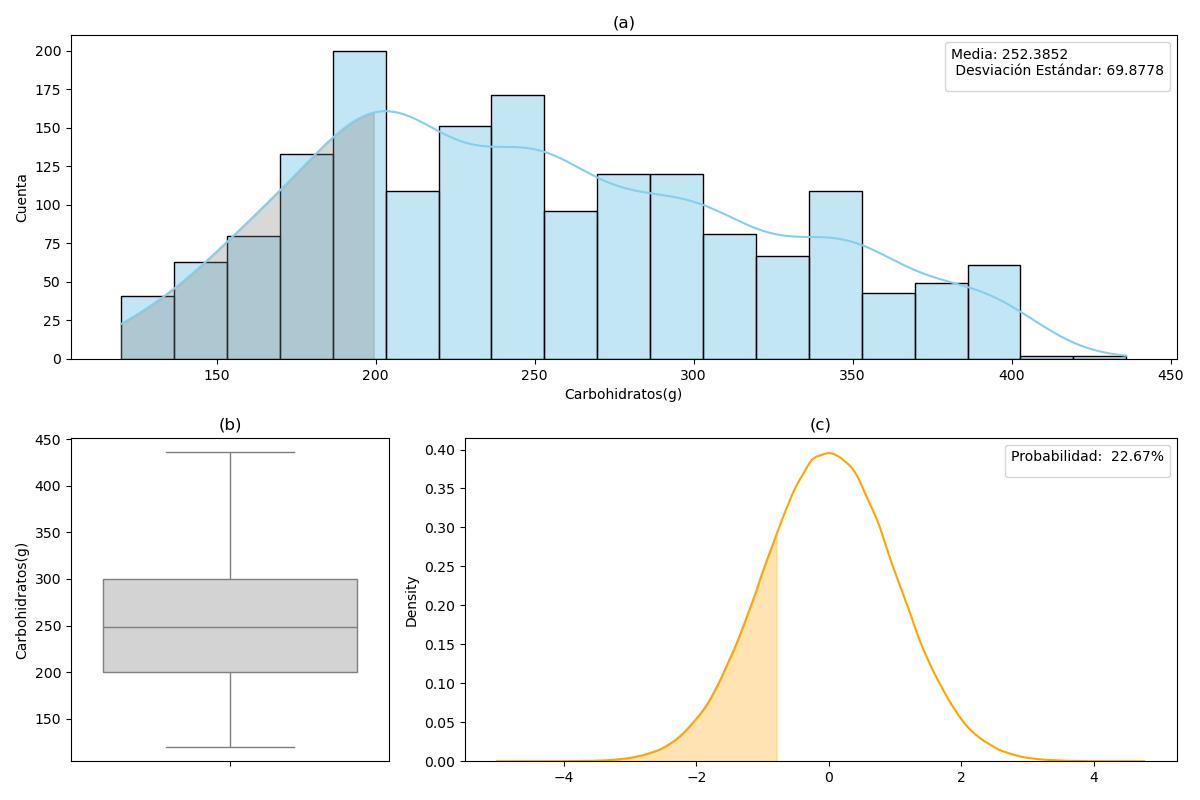 (a)
Media: 252.3852
Desviación Estándar: 69.8778
Cuenta
200
175
150
125
100
75
50
25
0
150 200 250 300 350 400 450
Carbohidratos(g)
(b)
Carbohidratos(g)
450
400
350
300
250
200
150
(c)
Probabilidad: 22.67%
Density
0.40
0.35
0.30
0.25
0.20
0.15
0.10
0.05
0.00
−4 −2 0 2 4